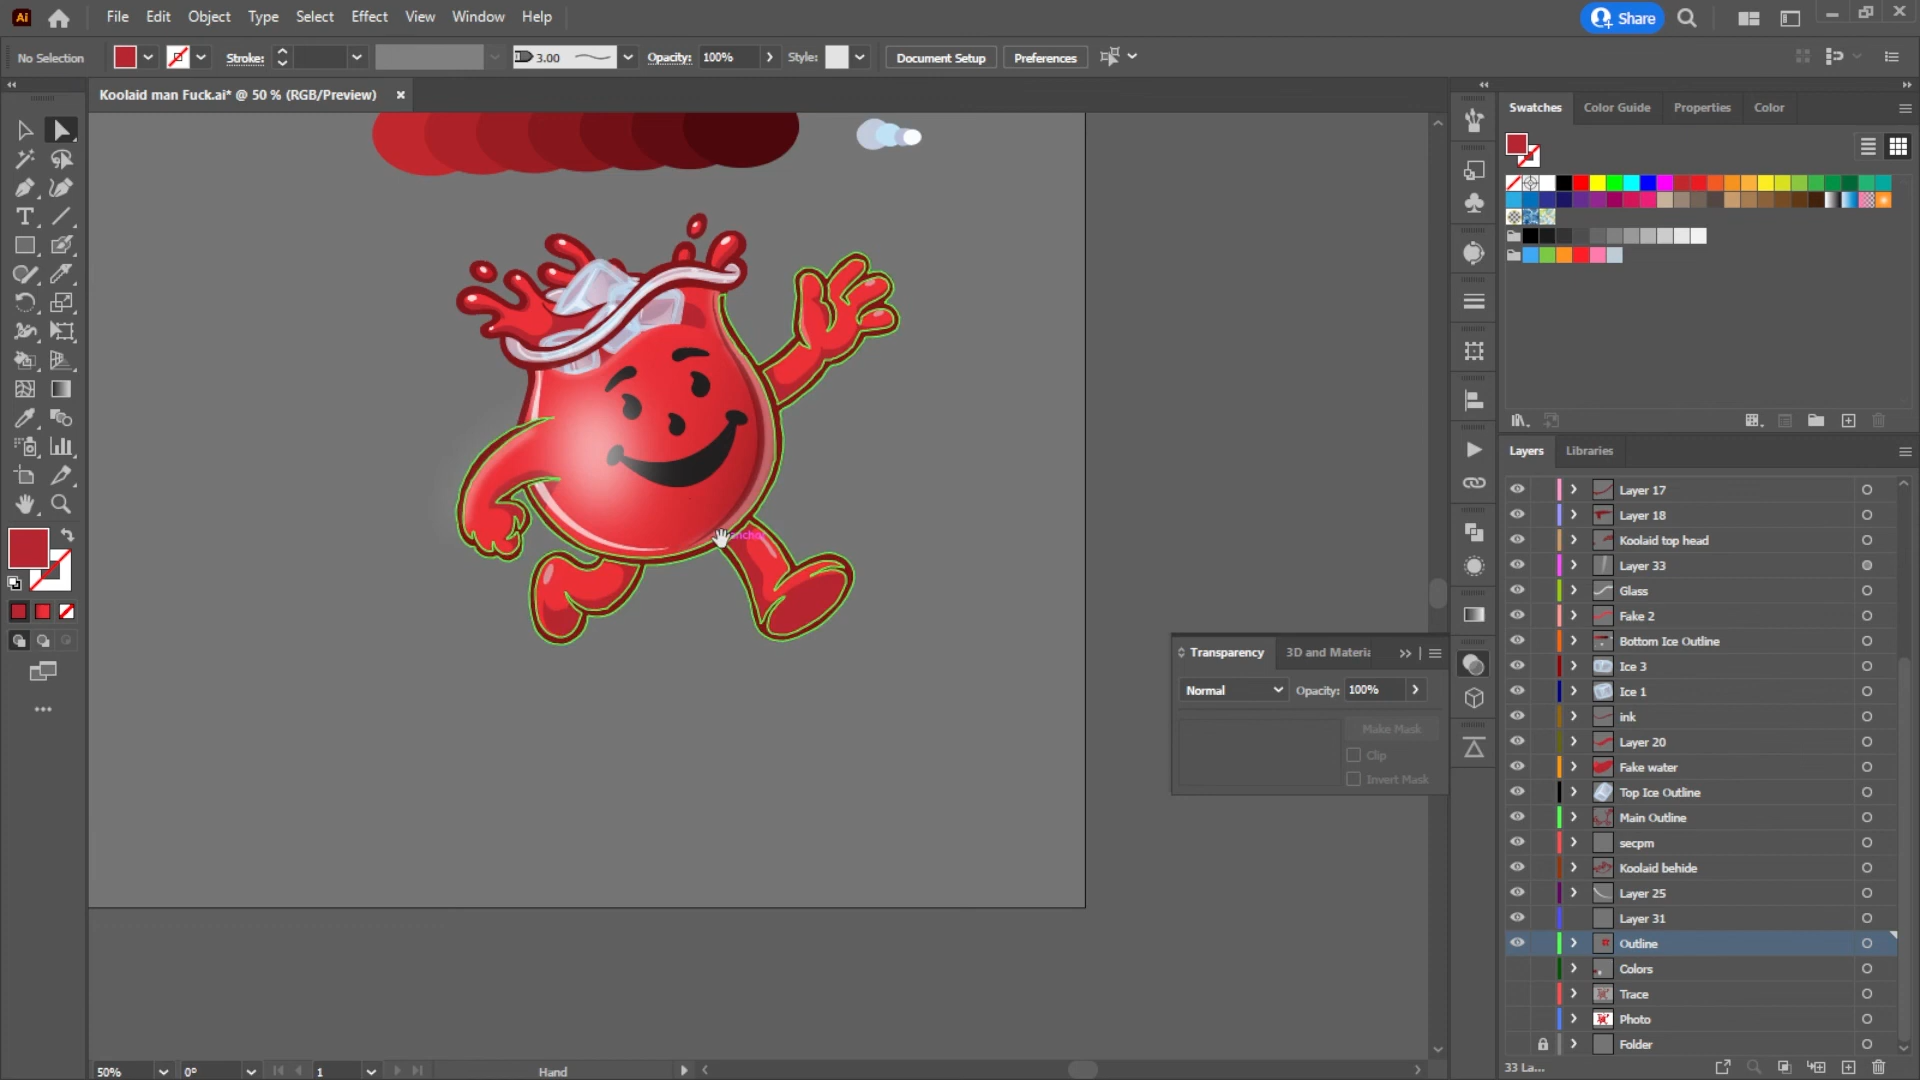 Ai File Edit Object Type Select Effect View Window Help Share
No Selection Stroke: 3.00 Opacity: 100% Style: Document Setup Preferences
Koolaid man Fuck.ai* @ 50 % (RGB/Preview) ×
Swatches Color Guide Properties Color
Layers Libraries
Layer 17
Layer 18
Koolaid top head
Layer 33
Glass
Fake 2
Bottom Ice Outline
Ice 3
Ice 1
ink
Layer 20
Fake water
Top Ice Outline
Main Outline
secpm
Koolaid behide
Layer 25
Layer 31
Outline
Colors
Trace
Photo
Folder
33 La...
Transparency 3D and Materia
Normal Opacity: 100%
Make Mask
Clip
Invert Mask
50% 0° 1 Hand